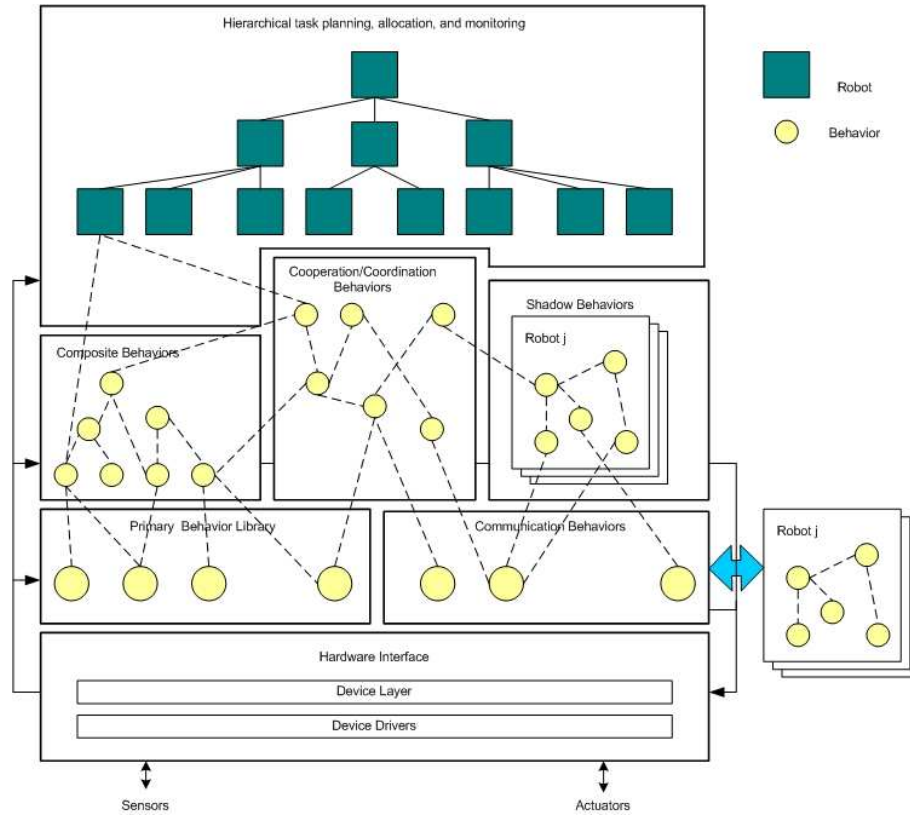 Hierarchical task planning, allocation, and monitoring
Robot
Behavior
Cooperation/Coordination
Behaviors
Shadow Behaviors
Robot j
Composite Behaviors
Primary Behavior Library
Communication Behaviors
Robot j
Hardware Interface
Device Layer
Device Drivers
Sensors
Actuators